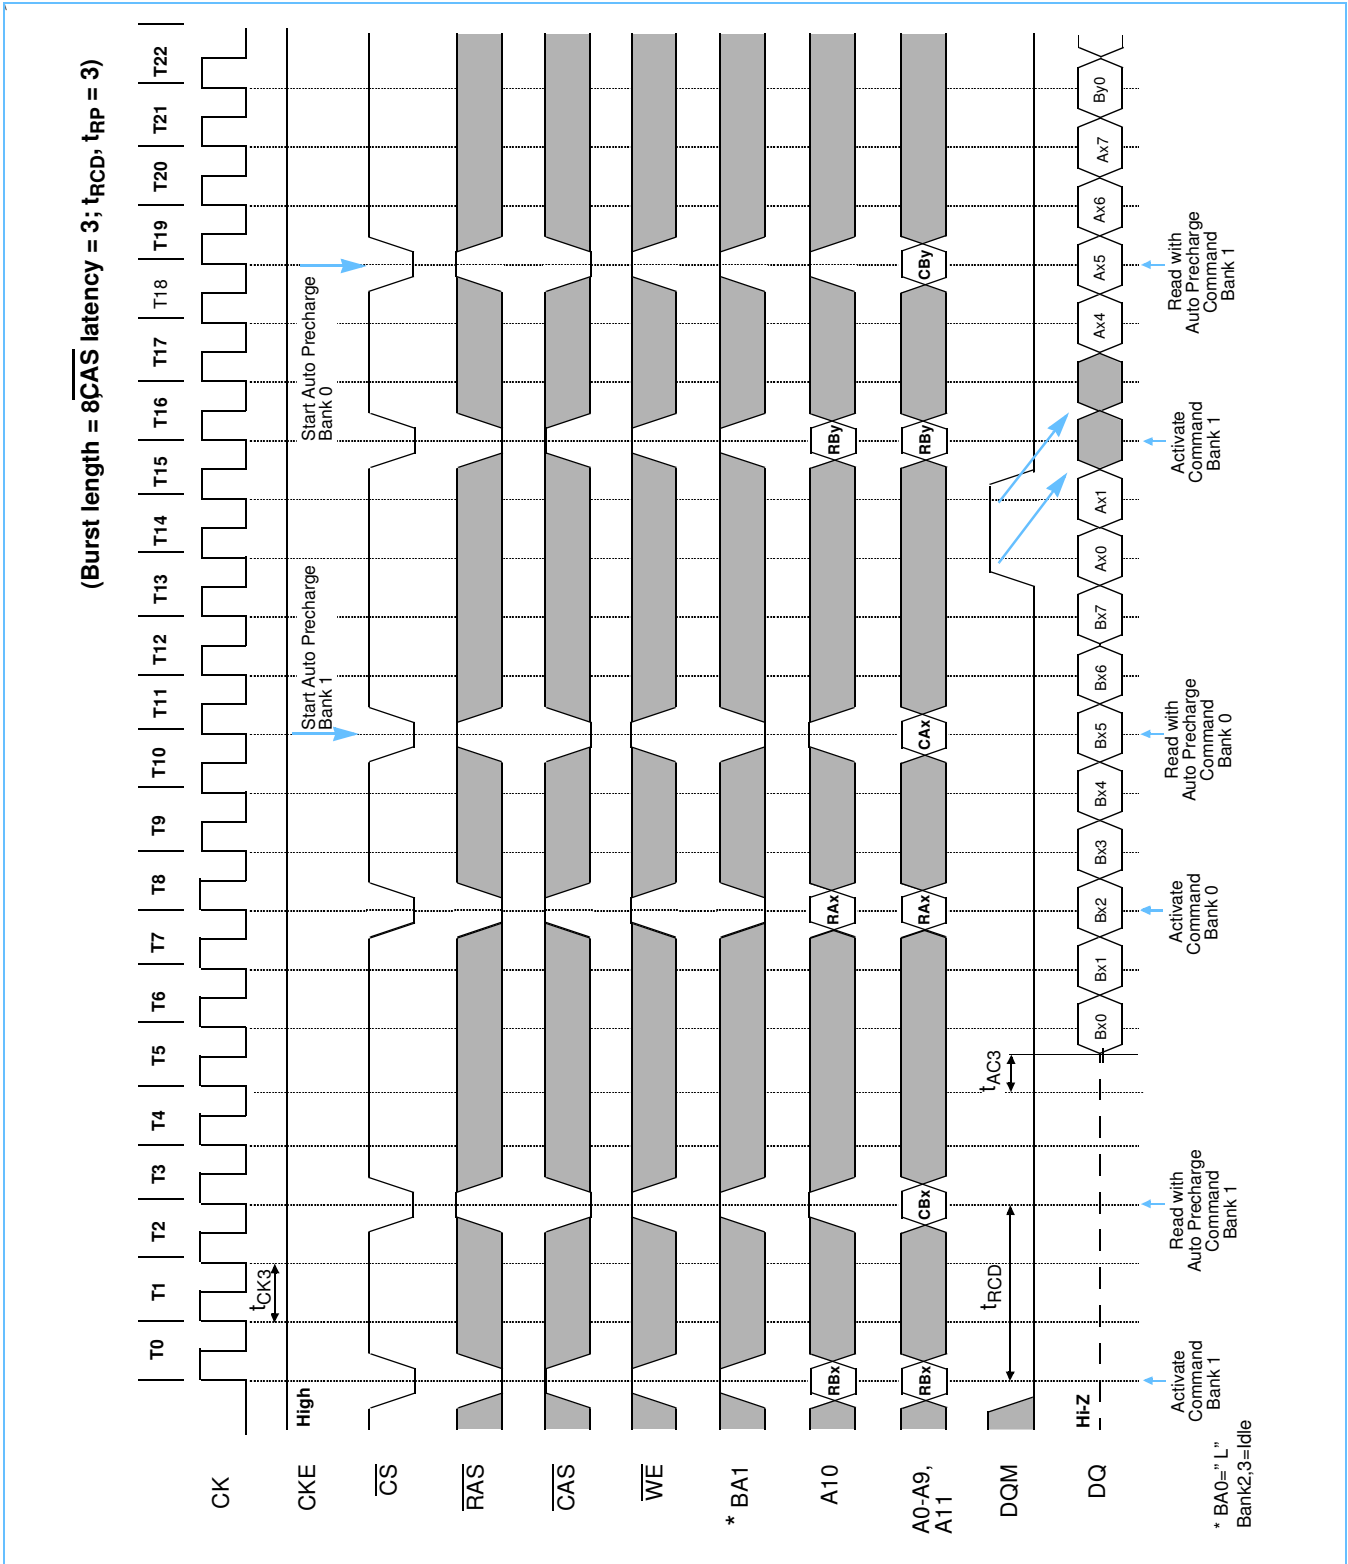 (Burst length = 8, CAS latency = 3; tRCD, tRP = 3)
T0 T1 T2 T3 T4 T5 T6 T7 T8 T9 T10 T11 T12 T13 T14 T15 T16 T17 T18 T19 T20 T21 T22
CK
tCK3
CKE
High
Start Auto Precharge
Bank 1
Start Auto Precharge
Bank 0
CS
RAS
CAS
WE
* BA1
A10
RBx RAx RBy
A0-A9,
A11
RBx CBx RAx CAx RBy CBy
DQM
tRCD
tAC3
DQ
Hi-Z
Bx0 Bx1 Bx2 Bx3 Bx4 Bx5 Bx6 Bx7 Ax0 Ax1 Ax4 Ax5 Ax6 Ax7 By0
Activate
Command
Bank 1
Read with
Auto Precharge
Command
Bank 1
Activate
Command
Bank 0
Read with
Auto Precharge
Command
Bank 0
Activate
Command
Bank 1
Read with
Auto Precharge
Command
Bank 1
* BA0=” L”
Bank2,3=Idle